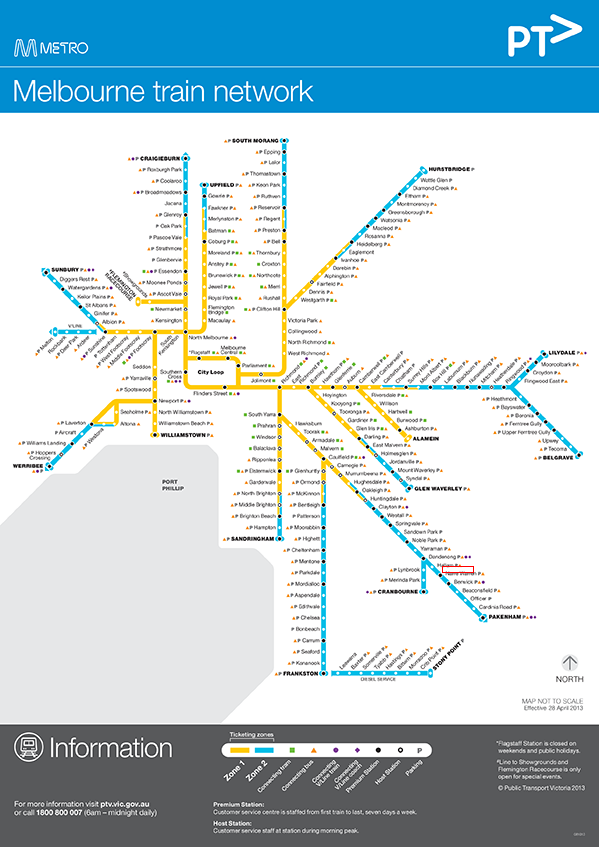 METRO
PT
Melbourne train network
SOUTH MORANG P
Epping
Lalor
Thomastown
Keon Park
Ruthven
Reservoir
Regent
Preston
Bell
Thornbury
Croxton
Northcote
Merri
Rushall
Clifton Hill
CRAIGIEBURN
Roxburgh Park
Coolaroo
Broadmeadows
Jacana
Glenroy
Oak Park
Pascoe Vale
Strathmore
Glenbervie
Essendon
Moonee Ponds
Ascot Vale
Newmarket
Kensington
UPFIELD P
Gowrie P
Fawkner P
Merlynston P
Batman
Coburg P
Moreland P
Anstey P
Brunswick P
Jewell P
Royal Park
Flemington
Bridge
Macaulay
HURSTBRIDGE P
Wattle Glen P
Diamond Creek P
Eltham P
Montmorency P
Greensborough P
Watsonia P
Macleod P
Rosanna P
Heidelberg P
Eaglemont
Ivanhoe P
Darebin
Alphington P
Fairfield P
Dennis P
Westgarth P
Victoria Park
Collingwood
North Richmond
West Richmond
SUNBURY P
Diggers Rest P
Watergardens P
Keilor Plains P
St Albans P
Ginifer P
Albion P
*Showgrounds
*FLEMINGTON
RACECOURSE
V/LINE
Melton
Rockbank
Deer Park
Ardeer
Sunshine
Tottenham
West Footscray
Middle Footscray
Footscray
South
Kensington
North Melbourne
*Flagstaff
Melbourne
Central
Parliament
City Loop
Southern
Cross
Flinders Street
Jolimont
Seddon
Yarraville
Spotswood
Newport
North Williamstown P
Williamstown Beach P
WILLIAMSTOWN P
Seaholme P
Altona
Westona
Laverton
Aircraft
Williams Landing
Hoppers
Crossing
WERRIBEE
PORT
PHILLIP
Richmond
East Richmond
Burnley
Hawthorn
Glenferrie
Auburn
Camberwell
East Camberwell
Canterbury
Chatham
Surrey Hills
Mont Albert
Box Hill
Laburnum
Blackburn
Nunawading
Mitcham
Heatherdale
Ringwood
Ringwood East P
Croydon P
Mooroolbark P
LILYDALE P
Heathmont
Bayswater
Boronia
Ferntree Gully
Upper Ferntree Gully
Upwey
Tecoma
BELGRAVE
Riversdale P
Willison
Hartwell
Burwood
Ashburton P
ALAMEIN
Heyington
Kooyong P
Tooronga P
Gardiner
Glen Iris P
Darling P
East Malvern P
Holmesglen P
Jordanville P
Mount Waverley P
Syndal P
GLEN WAVERLEY P
South Yarra
Prahran
Windsor
Balaclava
Ripponlea
Elsternwick
Gardenvale
North Brighton
Middle Brighton
Brighton Beach
Hampton
SANDRINGHAM
Hawksburn
Toorak
Armadale
Malvern
Caulfield P
Carnegie P
Murrumbeena P
Hughesdale P
Oakleigh P
Huntingdale P
Clayton P
Westall P
Springvale P
Sandown Park P
Noble Park P
Yarraman P
Dandenong P
Berwick P
Beaconsfield P
Officer P
Cardinia Road P
PAKENHAM P
Lynbrook
Merinda Park
CRANBOURNE
Glenhuntly
Ormond
McKinnon
Bentleigh
Patterson
Moorabbin
Highett
Cheltenham
Mentone
Parkdale
Mordialloc
Aspendale
Edithvale
Chelsea
Bonbeach
Carrum
Seaford
Kananook
FRANKSTON
Leawarra
Baxter P
Somerville P
Tyabb P
Hastings P
Bittern P
Morradoo P
Crib Point P
STONY POINT P
DIESEL SERVICE
NORTH
MAP NOT TO SCALE
Effective 28 April 2013
Information
For more information visit ptv.vic.gov.au
or call 1800 800 007 (6am – midnight daily)
Ticketing zones
Zone 1
Zone 2
Connecting tram
Connecting bus
Connecting
V/Line train
Connecting
V/Line coach
Premium Station
Host Station
P
Parking
Premium Station:
Customer service centre is staffed from first train to last, seven days a week.
Host Station:
Customer service staff at station during morning peak.
*Flagstaff Station is closed on
weekends and public holidays.
*Line to Showgrounds and
Flemington Racecourse is only
open for special events.
© Public Transport Victoria 2013